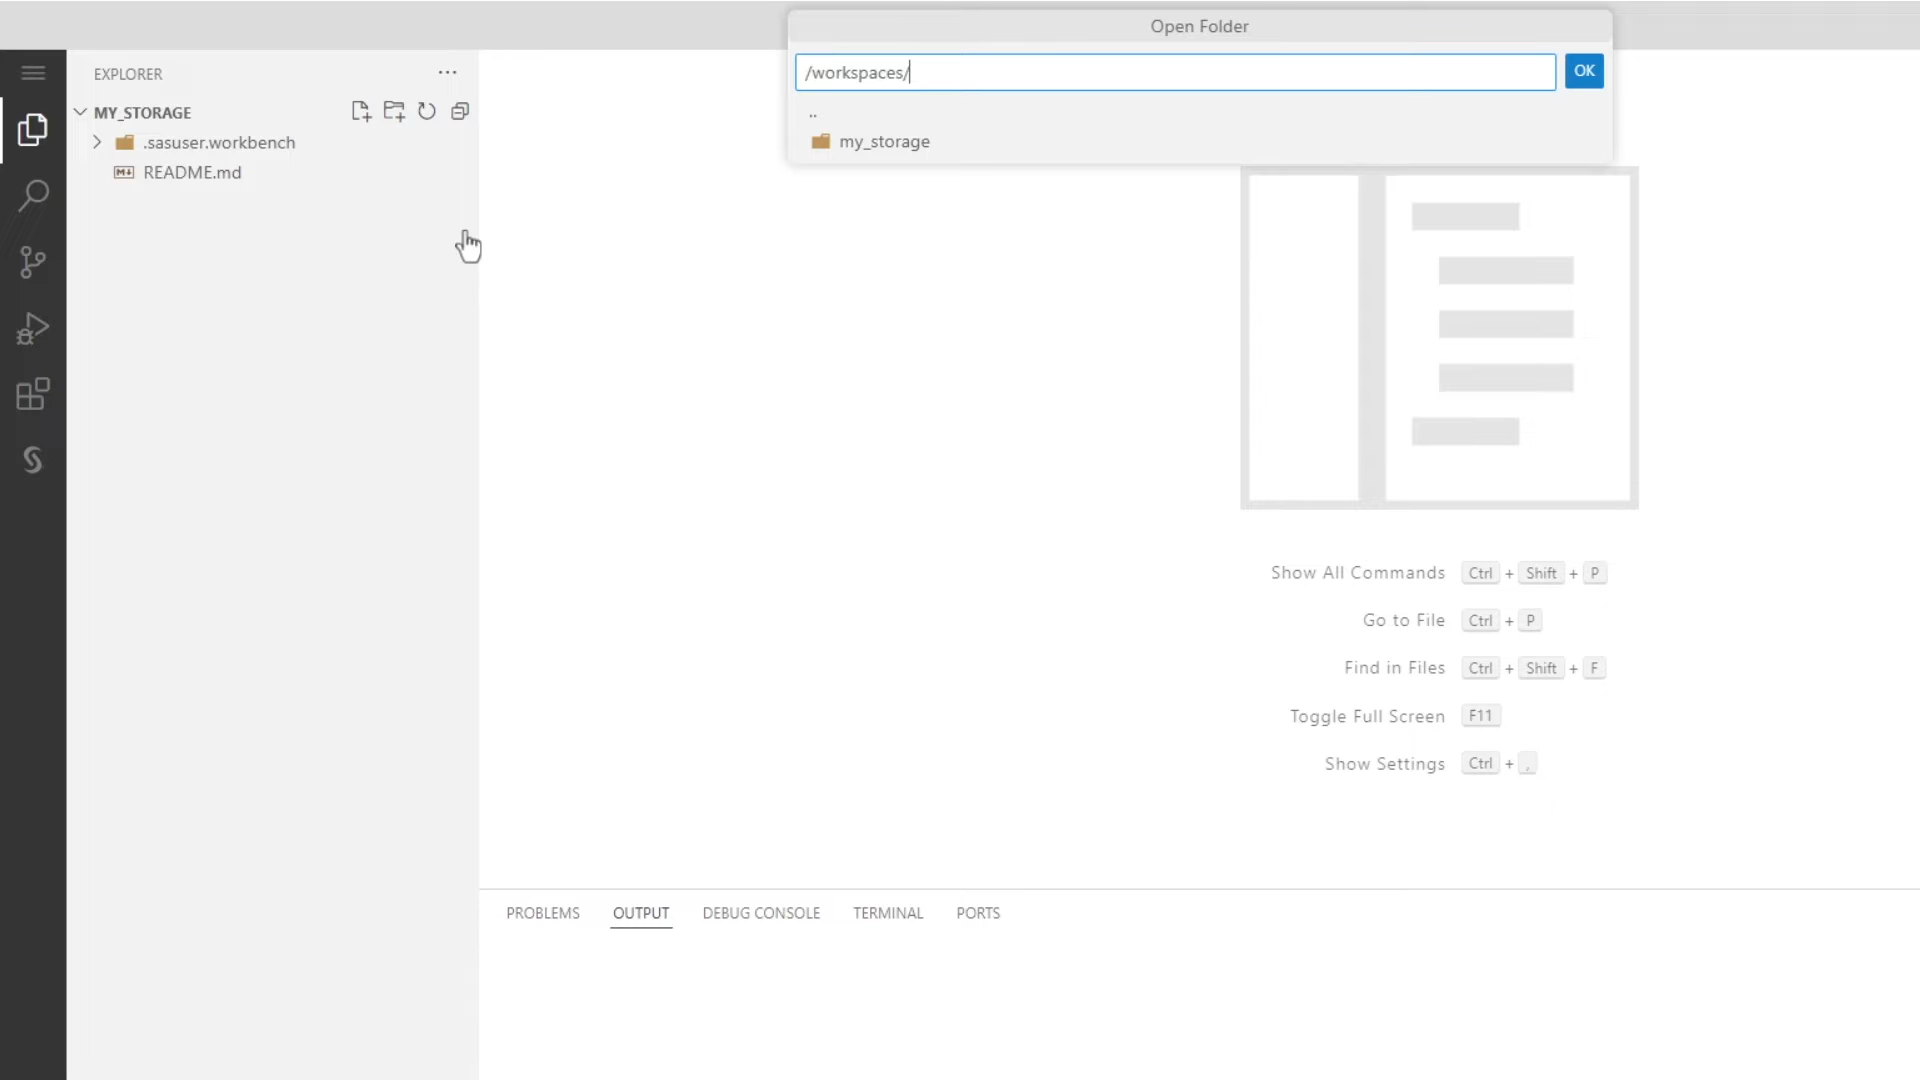 Open Folder
/workspaces/
OK
..
my_storage
EXPLORER
MY_STORAGE
.sasuser.workbench
README.md
Show All Commands Ctrl + Shift + P
Go to File Ctrl + P
Find in Files Ctrl + Shift + F
Toggle Full Screen F11
Show Settings Ctrl + ,
PROBLEMS OUTPUT DEBUG CONSOLE TERMINAL PORTS